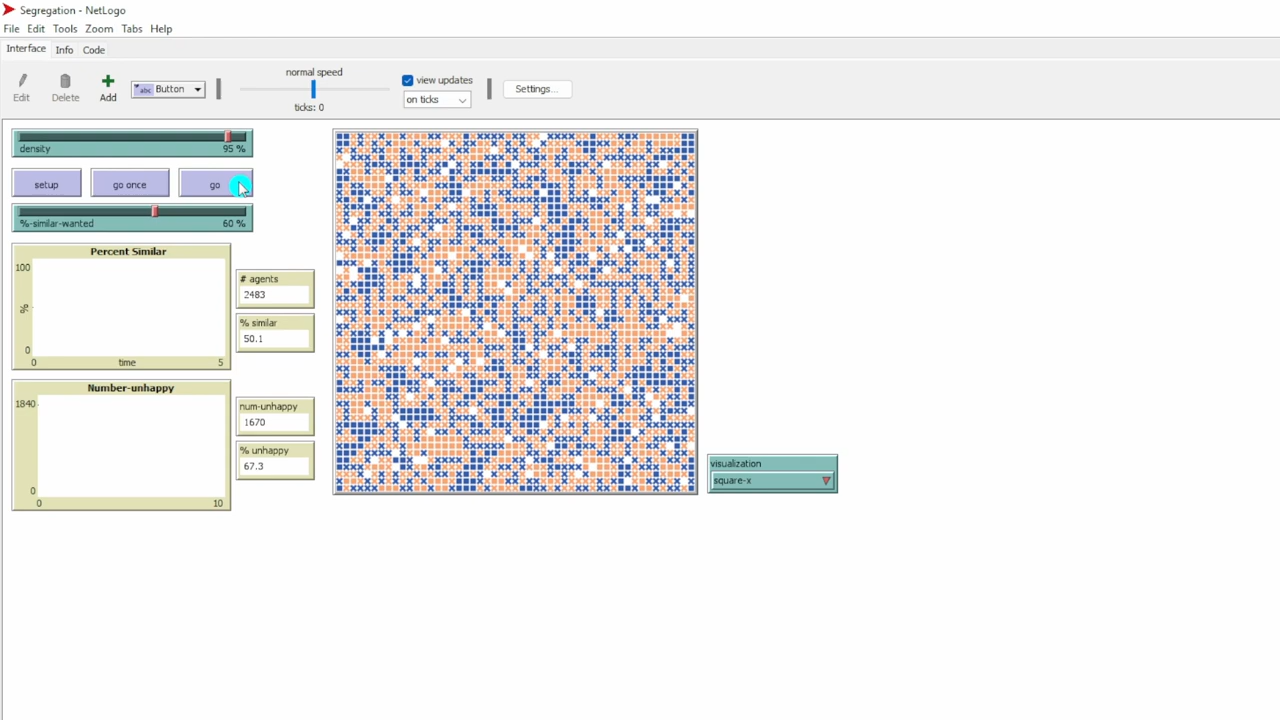 Segregation - NetLogo
File Edit Tools Zoom Tabs Help
Interface Info Code
Edit Delete Add abc Button normal speed ticks: 0 view updates on ticks Settings...
density 95 %
setup go once go
%-similar-wanted 60 %
Percent Similar
100
%
0
0 time 5
# agents
2483
% similar
50.1
Number-unhappy
1840
0
0 10
num-unhappy
1670
% unhappy
67.3
visualization
square-x